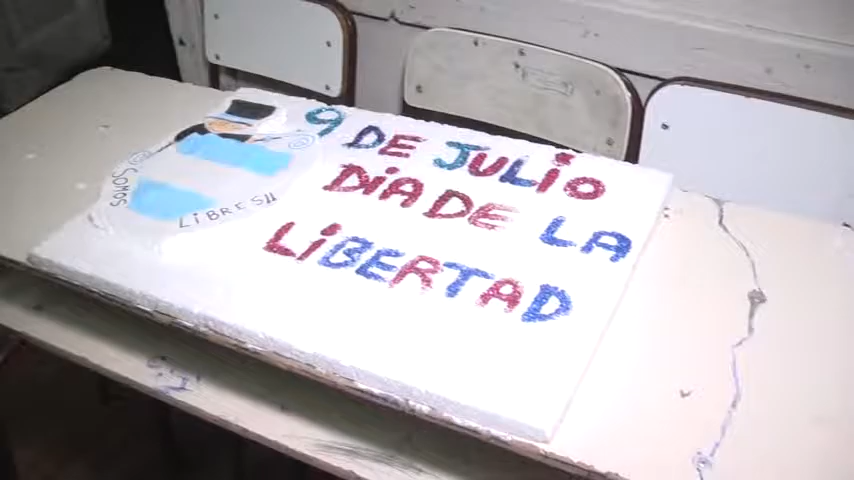 9 DE JULIO
DIA DE LA
LIBERTAD
SOMOS
LIBRES!!